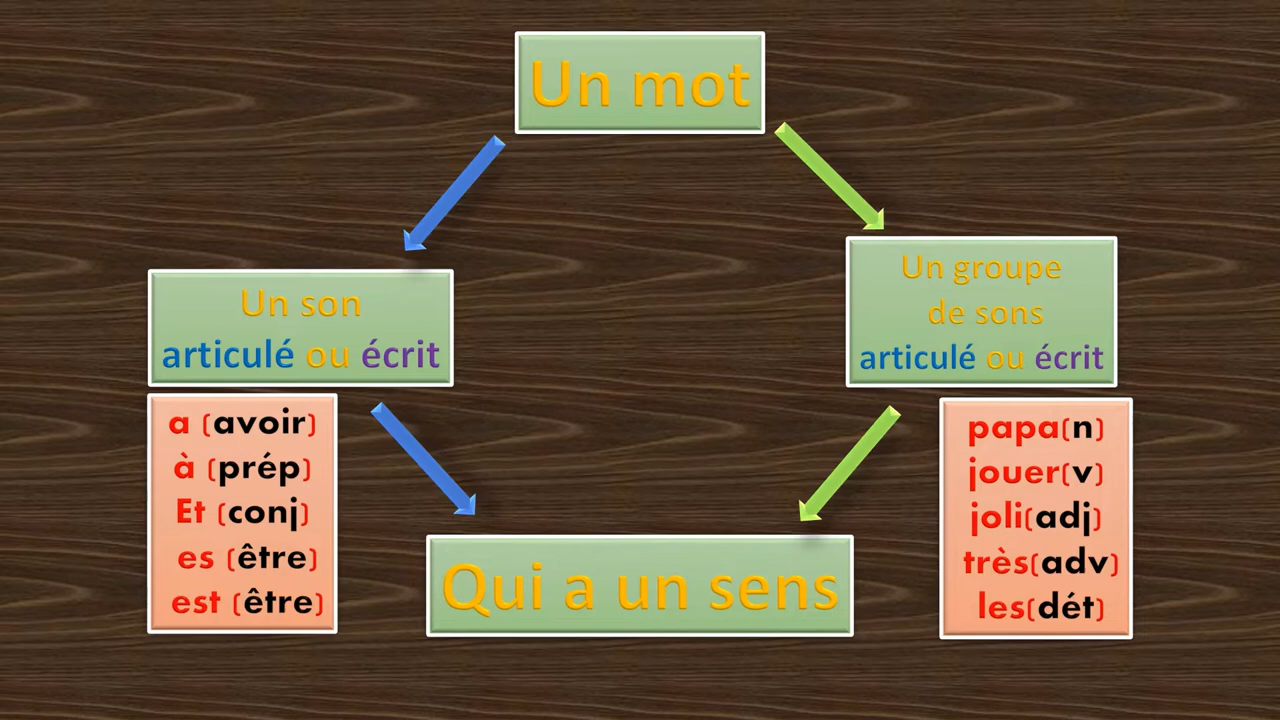 Un mot
Un son
articulé ou écrit
Un groupe
de sons
articulé ou écrit
a (avoir)
à (prép)
Et (conj)
es (être)
est (être)
papa(n)
jouer(v)
joli(adj)
très(adv)
les(dét)
Qui a un sens